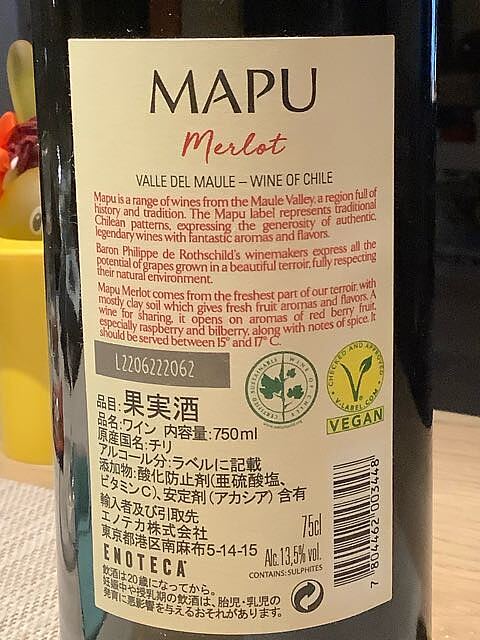 MAPU
Merlot
VALLE DEL MAULE – WINE OF CHILE
Mapu is a range of wines from the Maule Valley, a region full of
history and tradition. The Mapu label represents traditional
Chilean patterns, expressing the generosity of authentic,
legendary wines with fantastic aromas and flavors.
Baron Philippe de Rothschild's winemakers express all the
potential of grapes grown in a beautiful terroir, fully respecting
their natural environment.
Mapu Merlot comes from the freshest part of our terroir, with
mostly clay soil which gives fresh fruit aromas and flavors. A
wine for sharing, it opens on aromas of red berry fruit,
especially raspberry and bilberry, along with notes of spice. It
should be served between 15° and 17° C.
L2206222062
CERTIFIED SUSTAINABLE WINE OF CHILE
CHECKED AND APPROVED
V-LABEL.COM
VEGAN
品目:果実酒
品名:ワイン 内容量:750ml
原産国名:チリ
アルコール分:ラベルに記載
添加物:酸化防止剤(亜硫酸塩、
ビタミンC)、安定剤(アカシア)含有
輸入者及び引取先
エノテカ株式会社
東京都港区南麻布5-14-15
ENOTECA
飲酒は20歳になってから。
妊娠中や授乳期の飲酒は、胎児・乳児の
発育に悪影響を与えるおそれがあります。
75cl
Alc.13,5% vol.
CONTAINS: SULPHITES
7 804462 003448